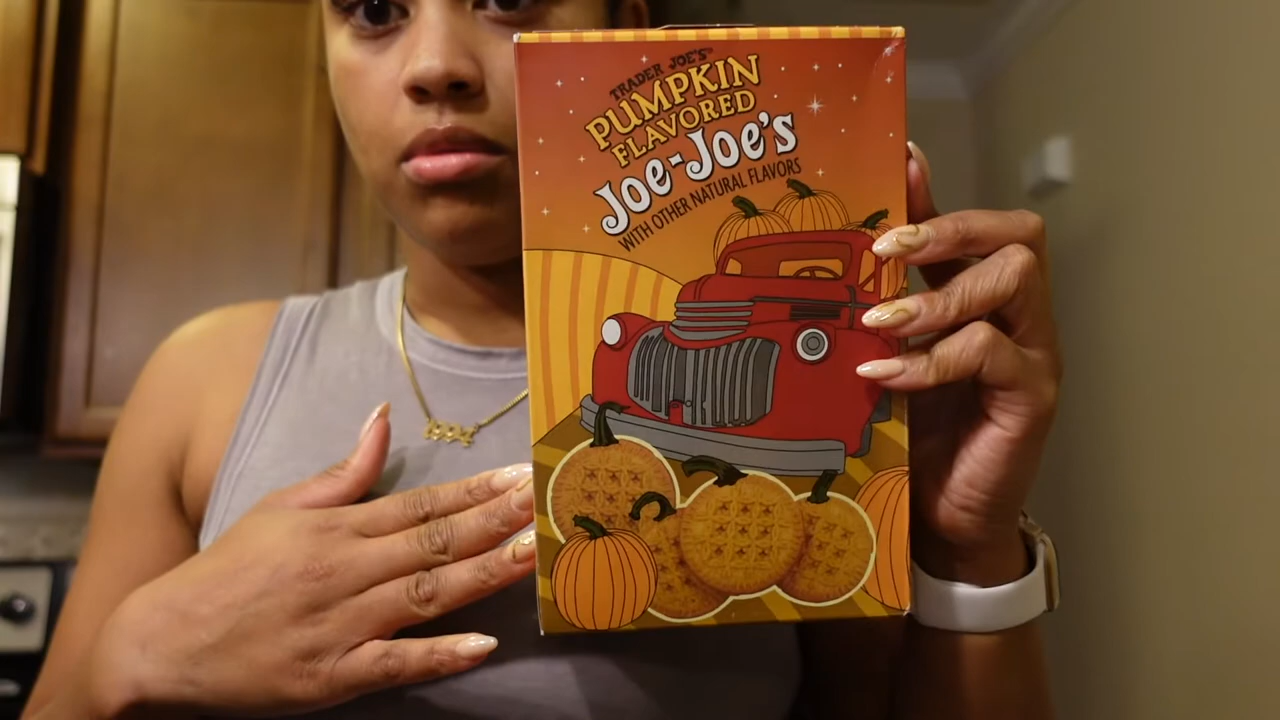 TRADER JOE'S
PUMPKIN
FLAVORED
JOE-JOE'S
WITH OTHER NATURAL FLAVORS